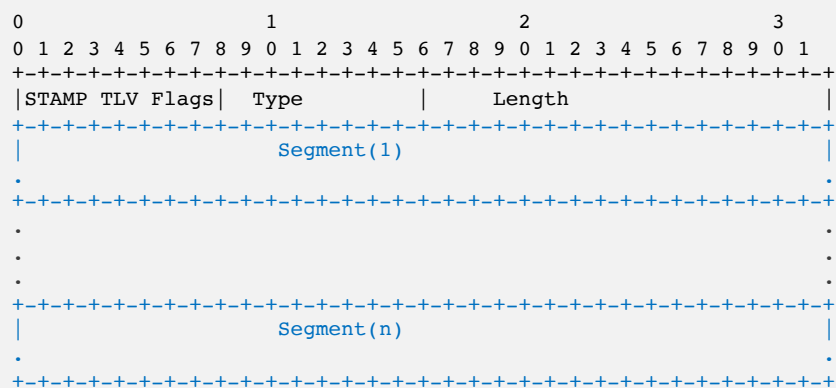 0                   1                   2                   3
0 1 2 3 4 5 6 7 8 9 0 1 2 3 4 5 6 7 8 9 0 1 2 3 4 5 6 7 8 9 0 1
+-+-+-+-+-+-+-+-+-+-+-+-+-+-+-+-+-+-+-+-+-+-+-+-+-+-+-+-+-+-+-+-+
|STAMP TLV Flags|  Type         |     Length                    |
+-+-+-+-+-+-+-+-+-+-+-+-+-+-+-+-+-+-+-+-+-+-+-+-+-+-+-+-+-+-+-+-+
|                    Segment(1)                                 |
.                                                               .
+-+-+-+-+-+-+-+-+-+-+-+-+-+-+-+-+-+-+-+-+-+-+-+-+-+-+-+-+-+-+-+-+
.                                                               .
.                                                               .
.                                                               .
+-+-+-+-+-+-+-+-+-+-+-+-+-+-+-+-+-+-+-+-+-+-+-+-+-+-+-+-+-+-+-+-+
|                    Segment(n)                                 |
.                                                               .
+-+-+-+-+-+-+-+-+-+-+-+-+-+-+-+-+-+-+-+-+-+-+-+-+-+-+-+-+-+-+-+-+